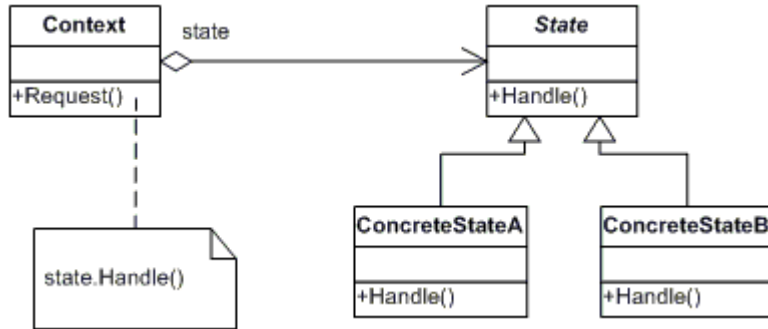 Context
state
State
+Request()
+Handle()
state.Handle()
ConcreteStateA
ConcreteStateB
+Handle()
+Handle()